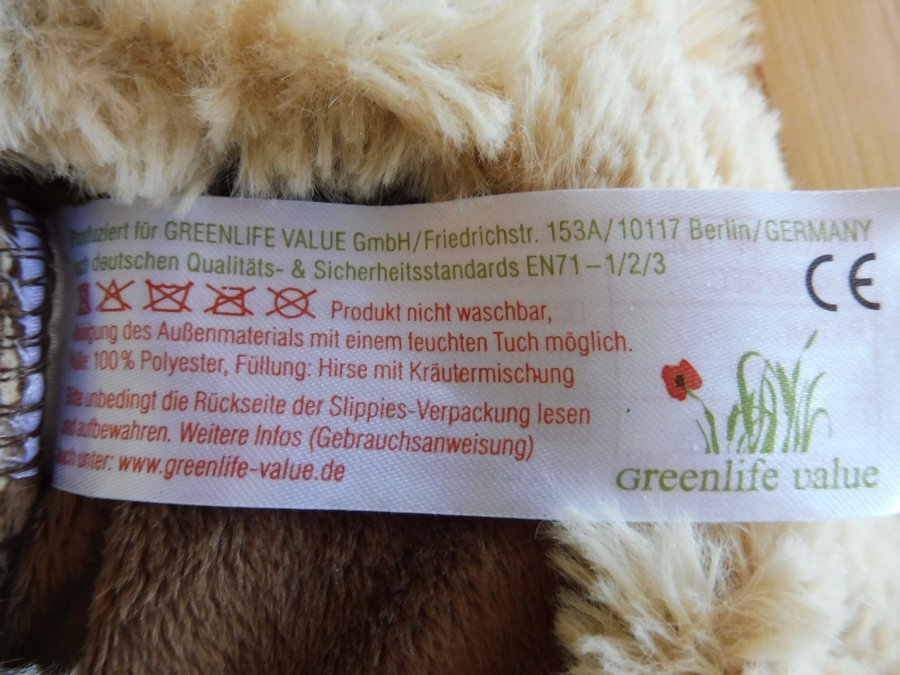 Produziert für GREENLIFE VALUE GmbH/Friedrichstr. 153A/10117 Berlin/GERMANY
deutschen Qualitäts- & Sicherheitsstandards EN71–1/2/3
CE
Produkt nicht waschbar,
des Außenmaterials mit einem feuchten Tuch möglich.
100% Polyester, Füllung: Hirse mit Kräutermischung
unbedingt die Rückseite der Slippies-Verpackung lesen
aufbewahren. Weitere Infos (Gebrauchsanweisung)
unter: www.greenlife-value.de
Greenlife value